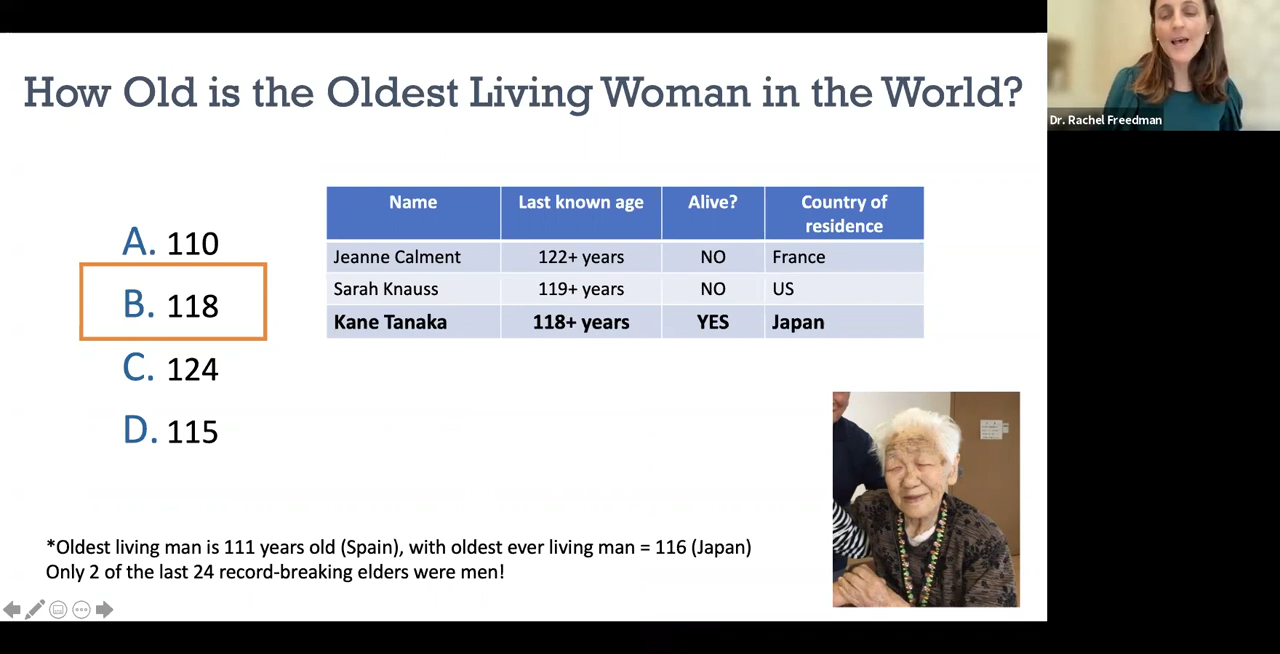 How Old is the Oldest Living Woman in the World?
Dr. Rachel Freedman
A. 110
B. 118
C. 124
D. 115
Name Last known age Alive? Country of
residence
Jeanne Calment 122+ years NO France
Sarah Knauss 119+ years NO US
Kane Tanaka 118+ years YES Japan
*Oldest living man is 111 years old (Spain), with oldest ever living man = 116 (Japan)
Only 2 of the last 24 record-breaking elders were men!